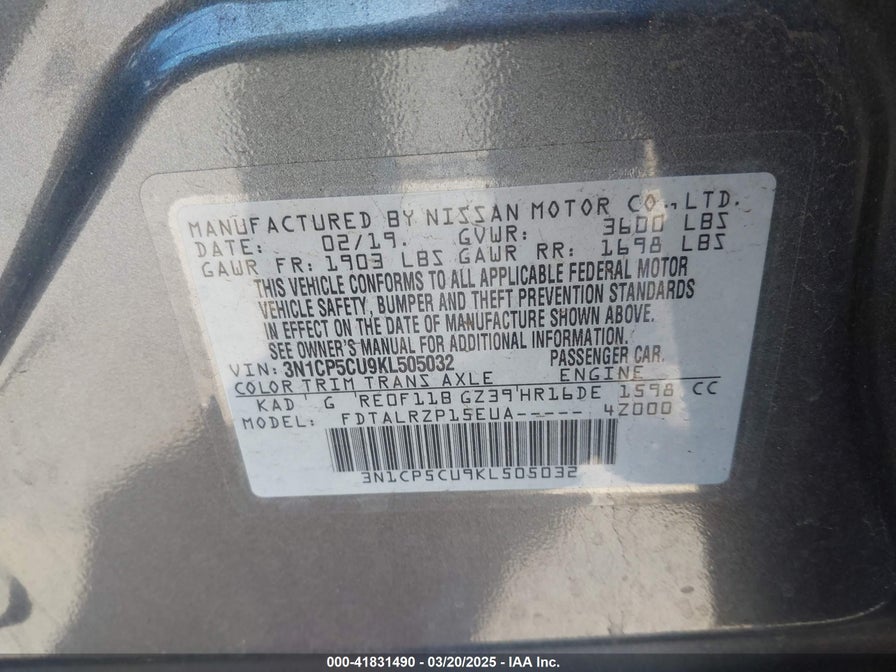 MANUFACTURED BY NISSAN MOTOR CO., LTD.
DATE: 02/19. GVWR: 3600 LBS
GAWR FR: 1903 LBS GAWR RR: 1698 LBS
THIS VEHICLE CONFORMS TO ALL APPLICABLE FEDERAL MOTOR
VEHICLE SAFETY, BUMPER AND THEFT PREVENTION STANDARDS
IN EFFECT ON THE DATE OF MANUFACTURE SHOWN ABOVE.
SEE OWNER'S MANUAL FOR ADDITIONAL INFORMATION.
VIN: 3N1CP5CU9KL505032 PASSENGER CAR.
COLOR TRIM TRANS AXLE ENGINE
KAD G RE0F11B GZ39 HR16DE 1598 CC
MODEL: FDTALRZP15EUA----- 4Z000
3N1CP5CU9KL505032
000-41831490 — 03/20/2025 — IAA Inc.